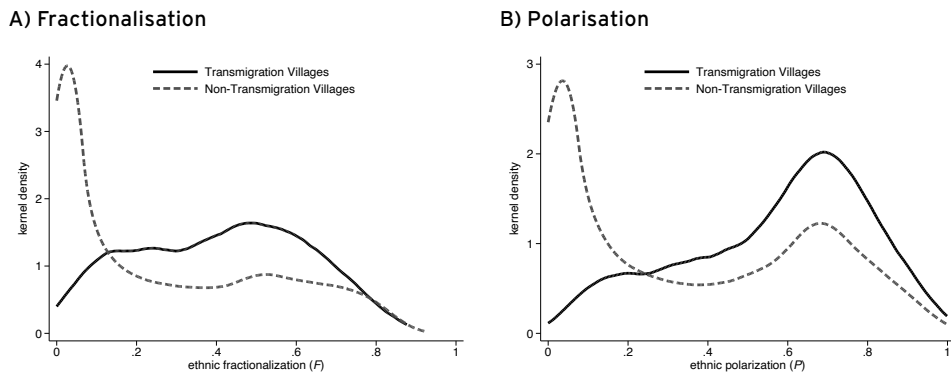 A) Fractionalisation
4
3
2
1
0
kernel density
Transmigration Villages
Non-Transmigration Villages
0 .2 .4 .6 .8 1
ethnic fractionalization (F)
B) Polarisation
3
2
1
0
kernel density
Transmigration Villages
Non-Transmigration Villages
0 .2 .4 .6 .8 1
ethnic polarization (P)